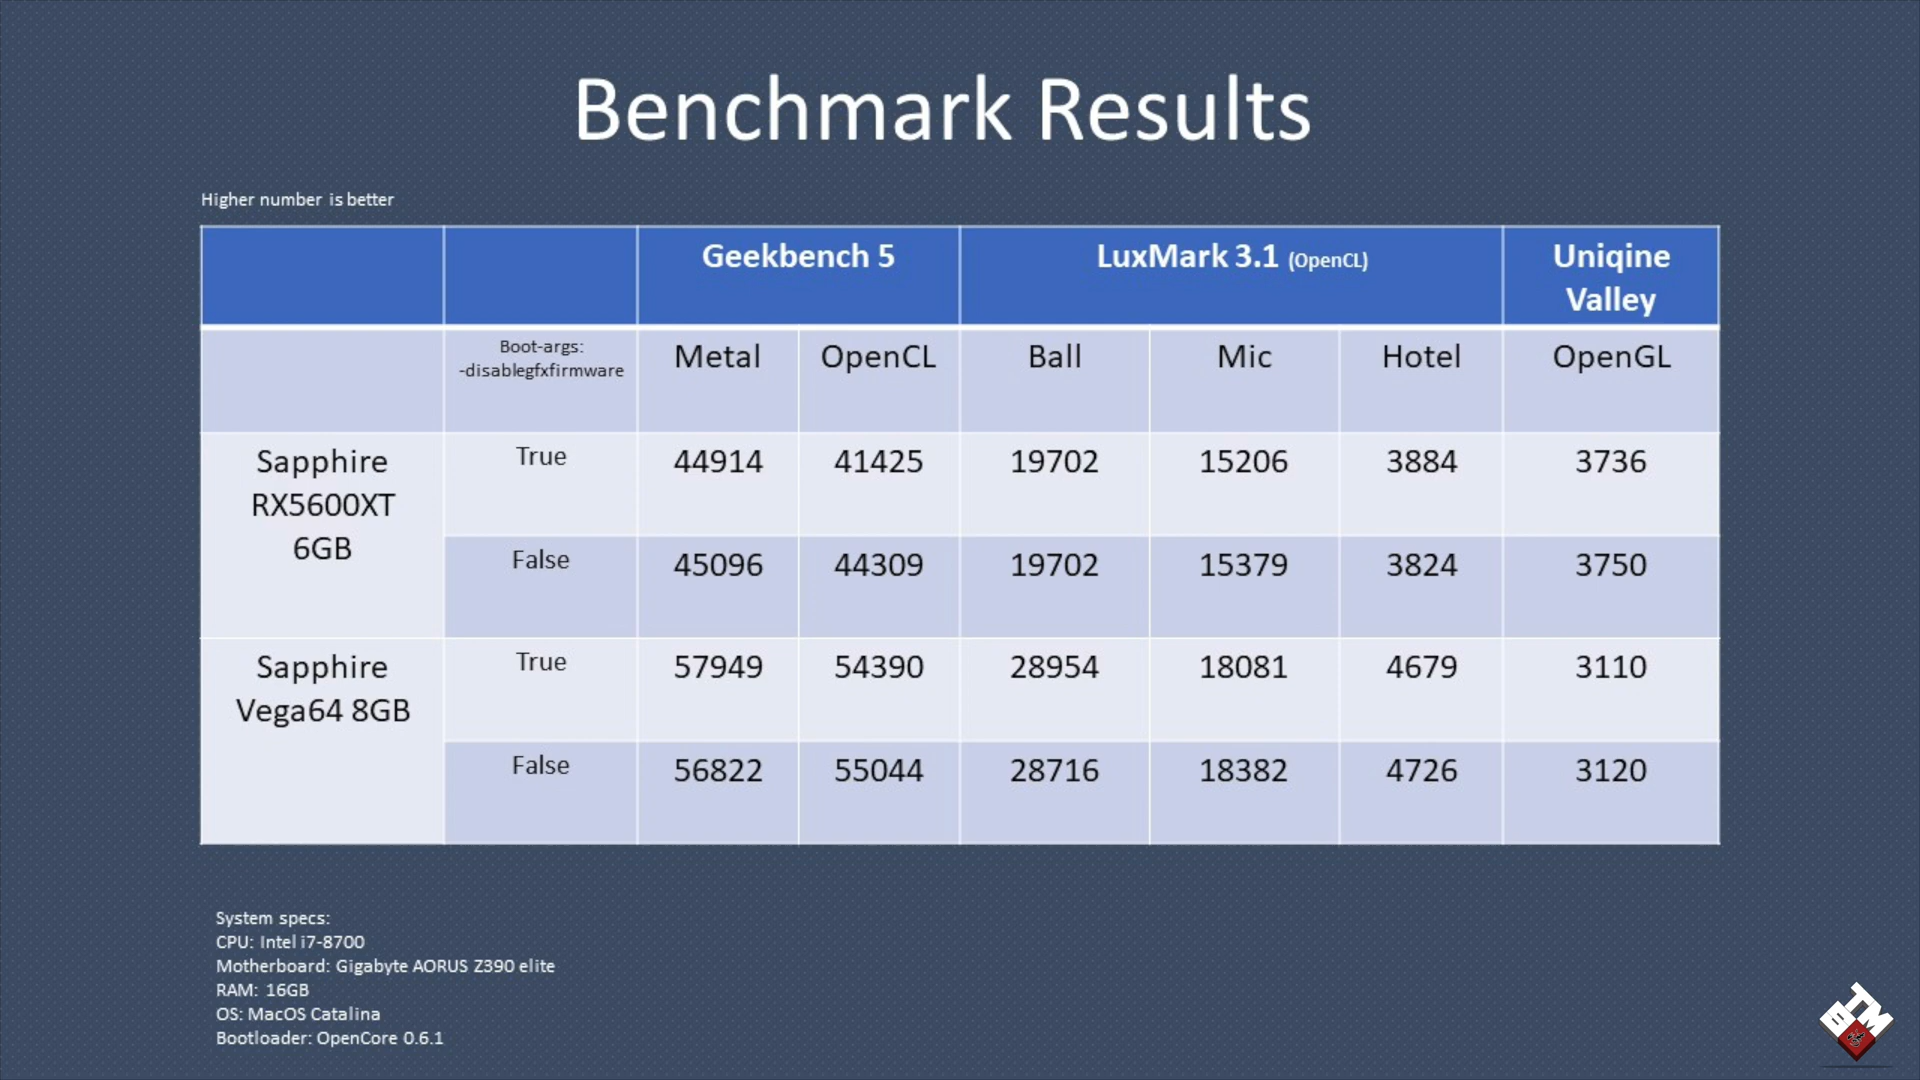 Benchmark Results
Higher number is better
Geekbench 5
LuxMark 3.1 (OpenCL)
Uniqine
Valley
Boot-args:
-disablegfxfirmware
Metal
OpenCL
Ball
Mic
Hotel
OpenGL
Sapphire
RX5600XT
6GB
True
44914
41425
19702
15206
3884
3736
False
45096
44309
19702
15379
3824
3750
Sapphire
Vega64 8GB
True
57949
54390
28954
18081
4679
3110
False
56822
55044
28716
18382
4726
3120
System specs:
CPU: Intel i7-8700
Motherboard: Gigabyte AORUS Z390 elite
RAM: 16GB
OS: MacOS Catalina
Bootloader: OpenCore 0.6.1